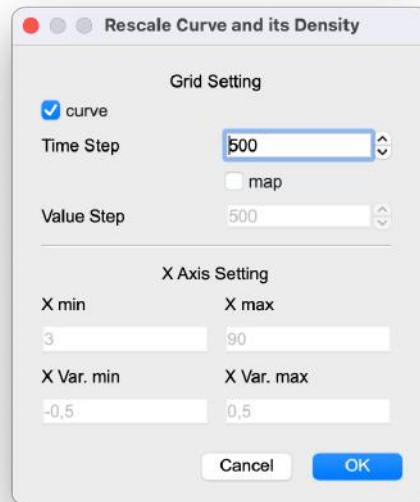 Rescale Curve and its Density
Grid Setting
curve
Time Step 500
map
Value Step 500
X Axis Setting
X min X max
3 90
X Var. min X Var. max
-0,5 0,5
Cancel OK